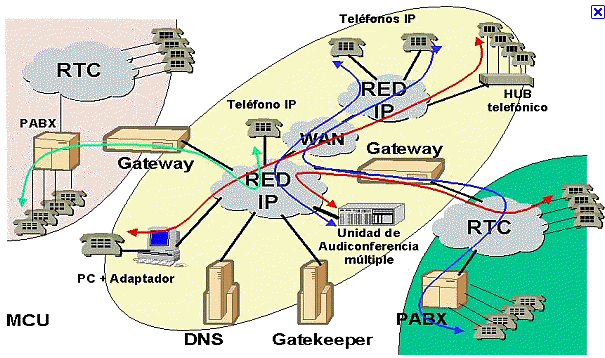 Teléfonos IP
RTC
RED
IP
HUB
telefónico
PABX
Teléfono IP
WAN
Gateway
Gateway
RED
IP
RTC
Unidad de
Audiconferencia
múltiple
PC + Adaptador
MCU
DNS
Gatekeeper
PABX